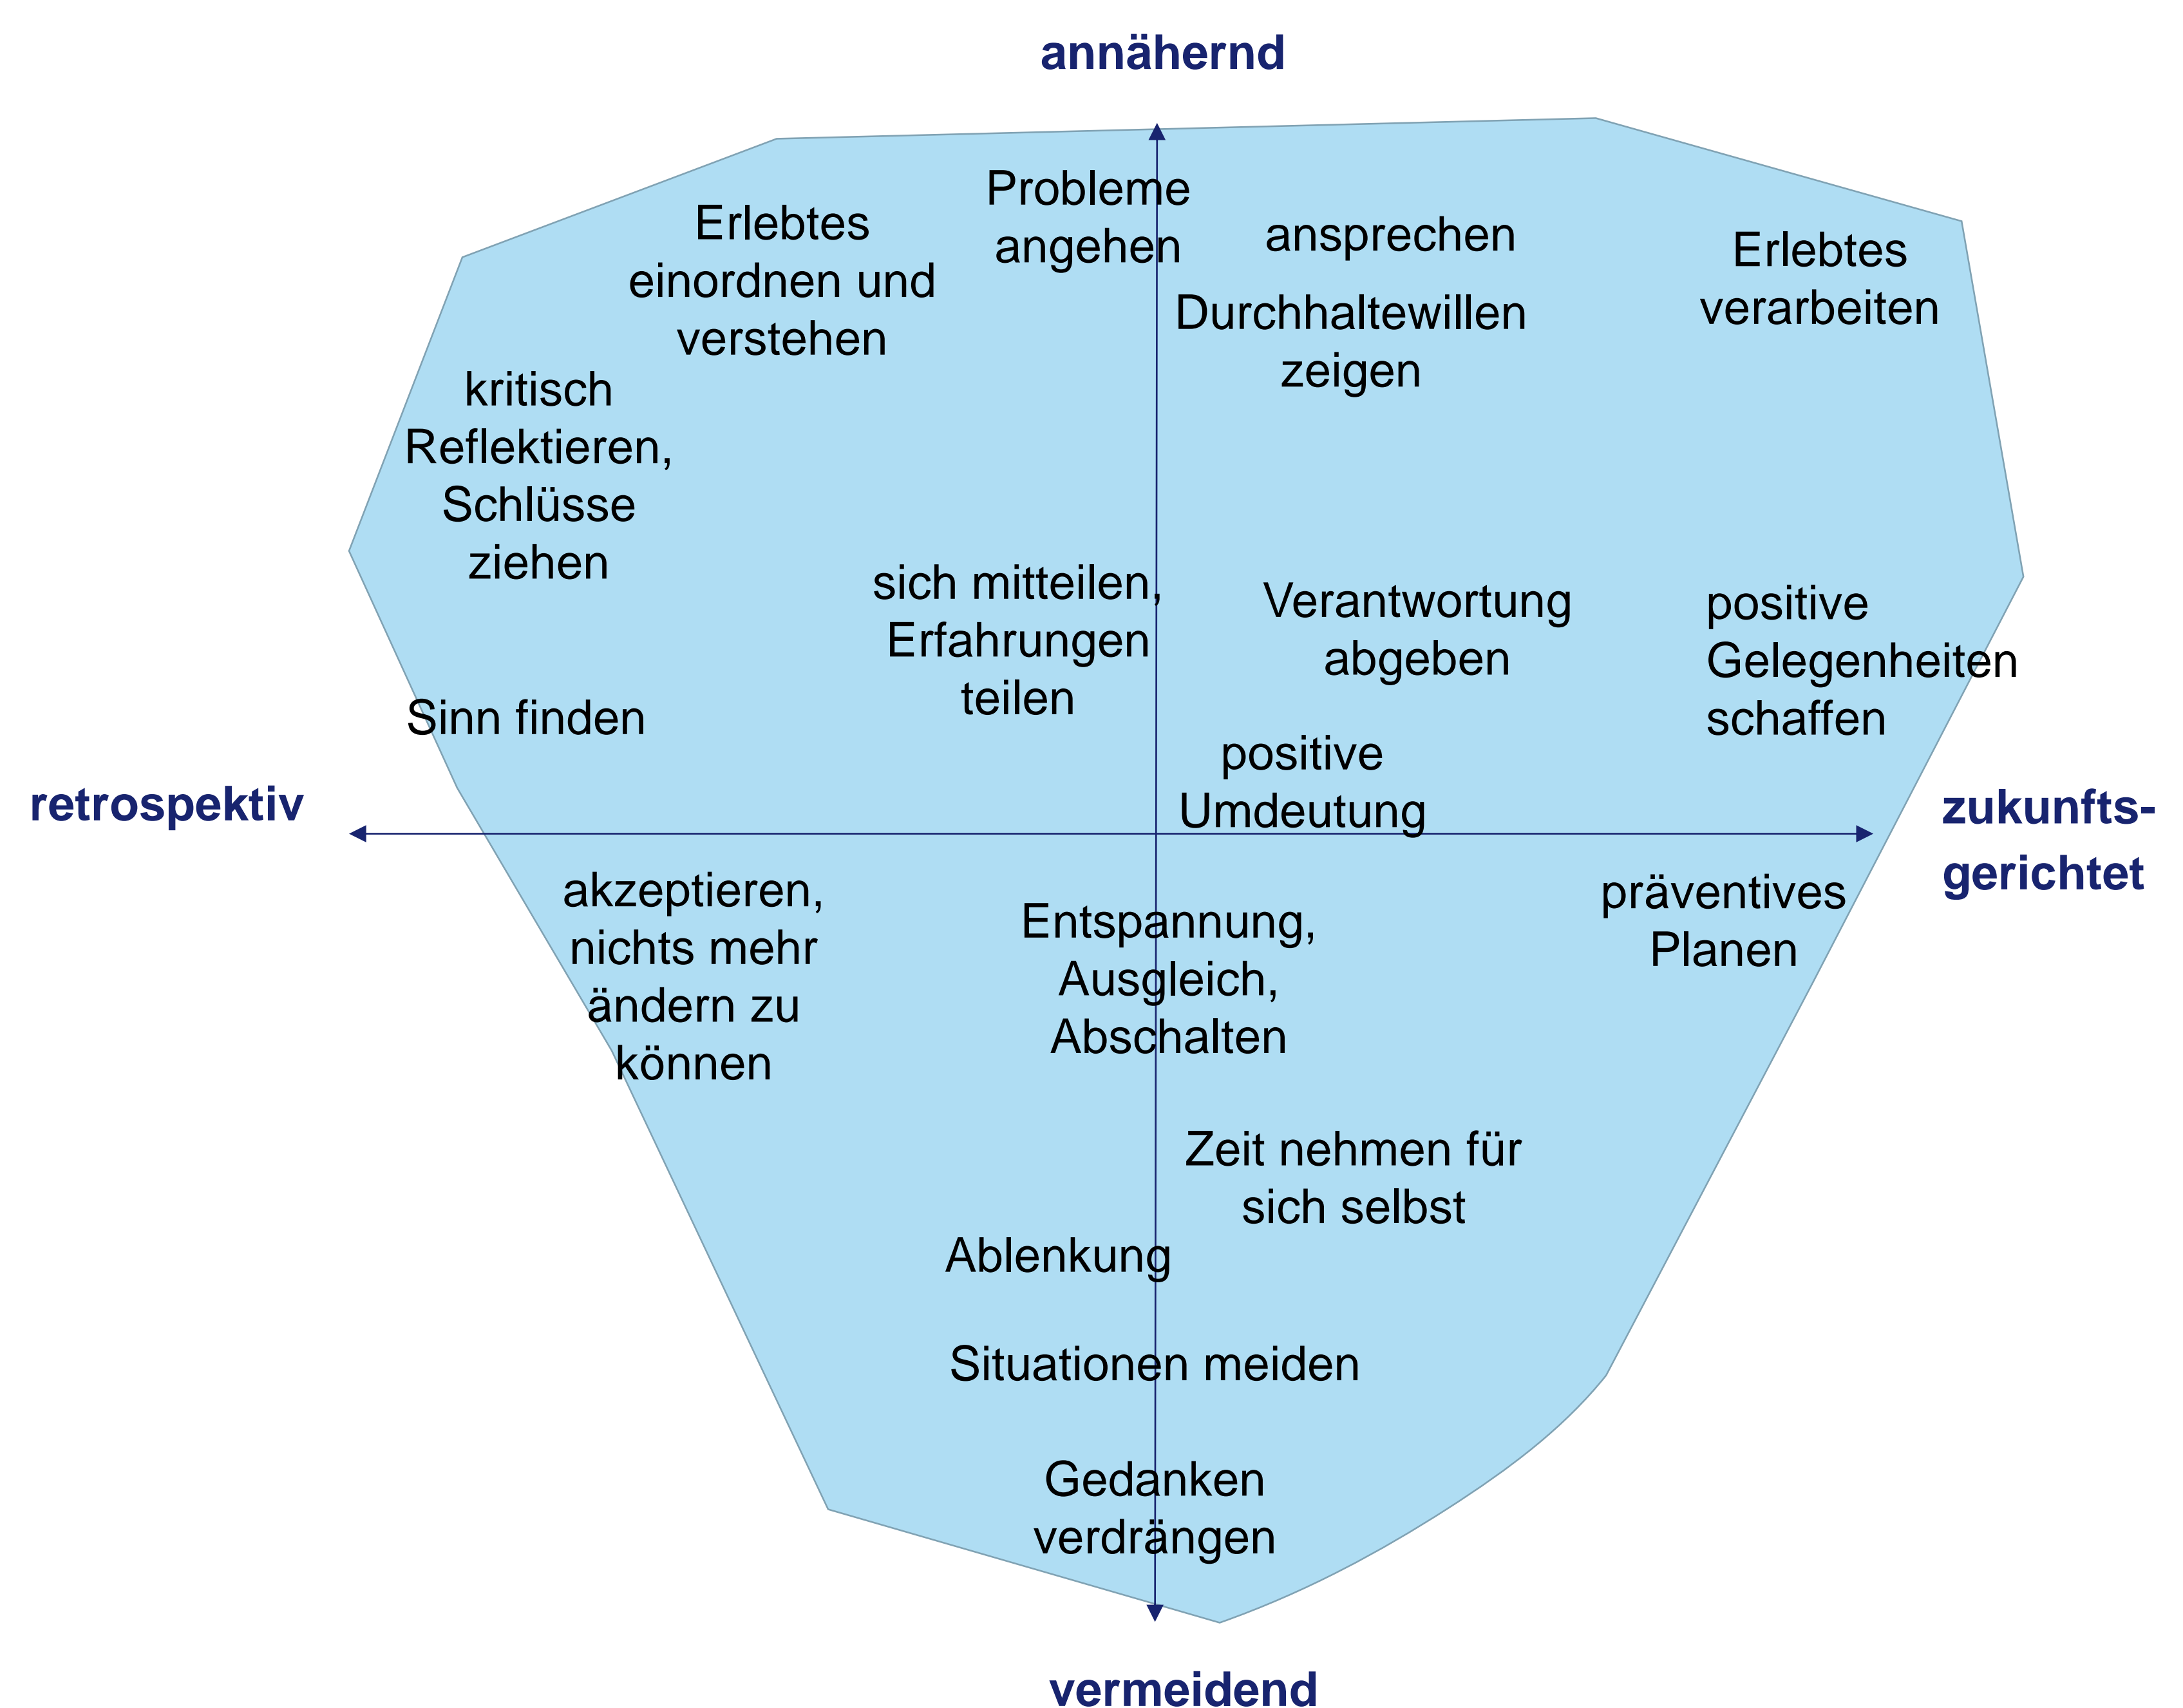 annähernd
Probleme
angehen
Erlebtes
einordnen und
verstehen
ansprechen
Durchhaltewillen
zeigen
Erlebtes
verarbeiten
kritisch
Reflektieren,
Schlüsse
ziehen
sich mitteilen,
Erfahrungen
teilen
Verantwortung
abgeben
positive
Gelegenheiten
schaffen
Sinn finden
positive
Umdeutung
retrospektiv
zukunfts-
gerichtet
akzeptieren,
nichts mehr
ändern zu
können
Entspannung,
Ausgleich,
Abschalten
präventives
Planen
Zeit nehmen für
sich selbst
Ablenkung
Situationen meiden
Gedanken
verdrängen
vermeidend